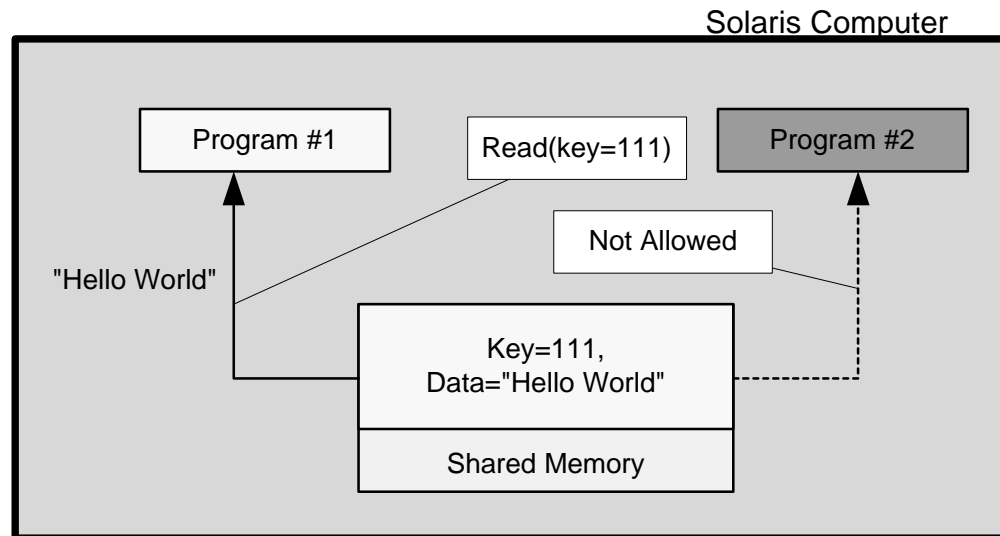 Solaris Computer
Program #1
Read(key=111)
Program #2
Not Allowed
"Hello World"
Key=111,
Data="Hello World"
Shared Memory